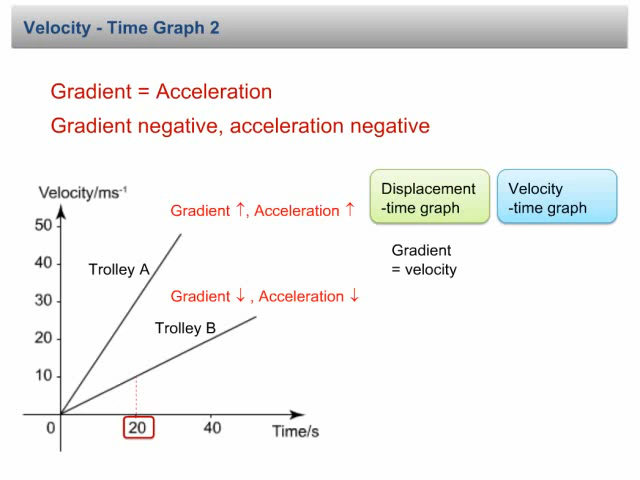 Velocity - Time Graph 2
Gradient = Acceleration
Gradient negative, acceleration negative
Displacement
-time graph
Velocity
-time graph
Gradient
= velocity
Velocity/ms⁻¹
Gradient ↑, Acceleration ↑
50
40
Trolley A
30
Gradient ↓ , Acceleration ↓
Trolley B
20
10
0
20
40
Time/s